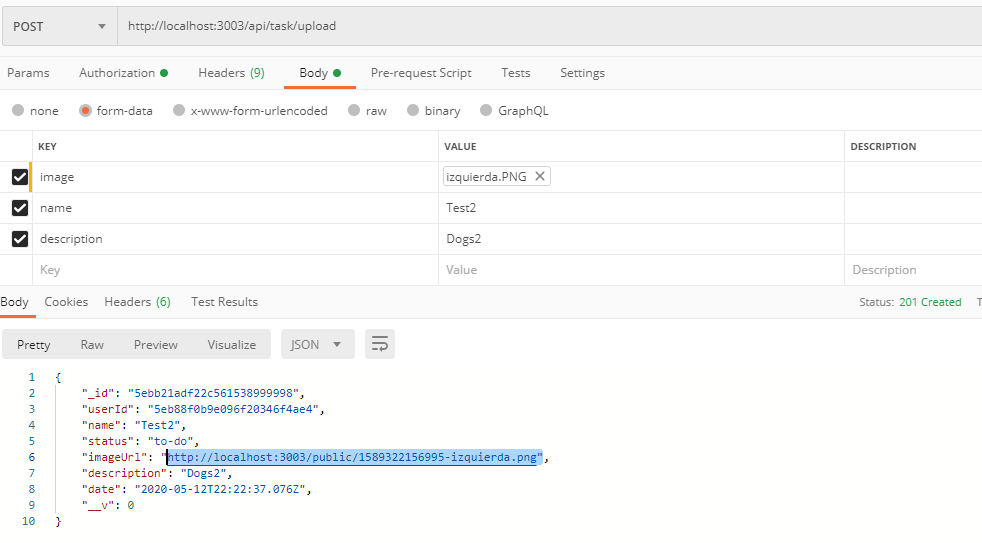 POST http://localhost:3003/api/task/upload
Params Authorization Headers (9) Body Pre-request Script Tests Settings
none form-data x-www-form-urlencoded raw binary GraphQL
KEY VALUE DESCRIPTION
image izquierda.PNG
name Test2
description Dogs2
Key Value Description
Body Cookies Headers (6) Test Results Status: 201 Created T
Pretty Raw Preview Visualize JSON
1 {
2 "_id": "5ebb21adf22c561538999998",
3 "userId": "5eb88f0b9e096f20346f4ae4",
4 "name": "Test2",
5 "status": "to-do",
6 "imageUrl": "http://localhost:3003/public/1589322156995-izquierda.png",
7 "description": "Dogs2",
8 "date": "2020-05-12T22:22:37.076Z",
9 "__v": 0
10 }